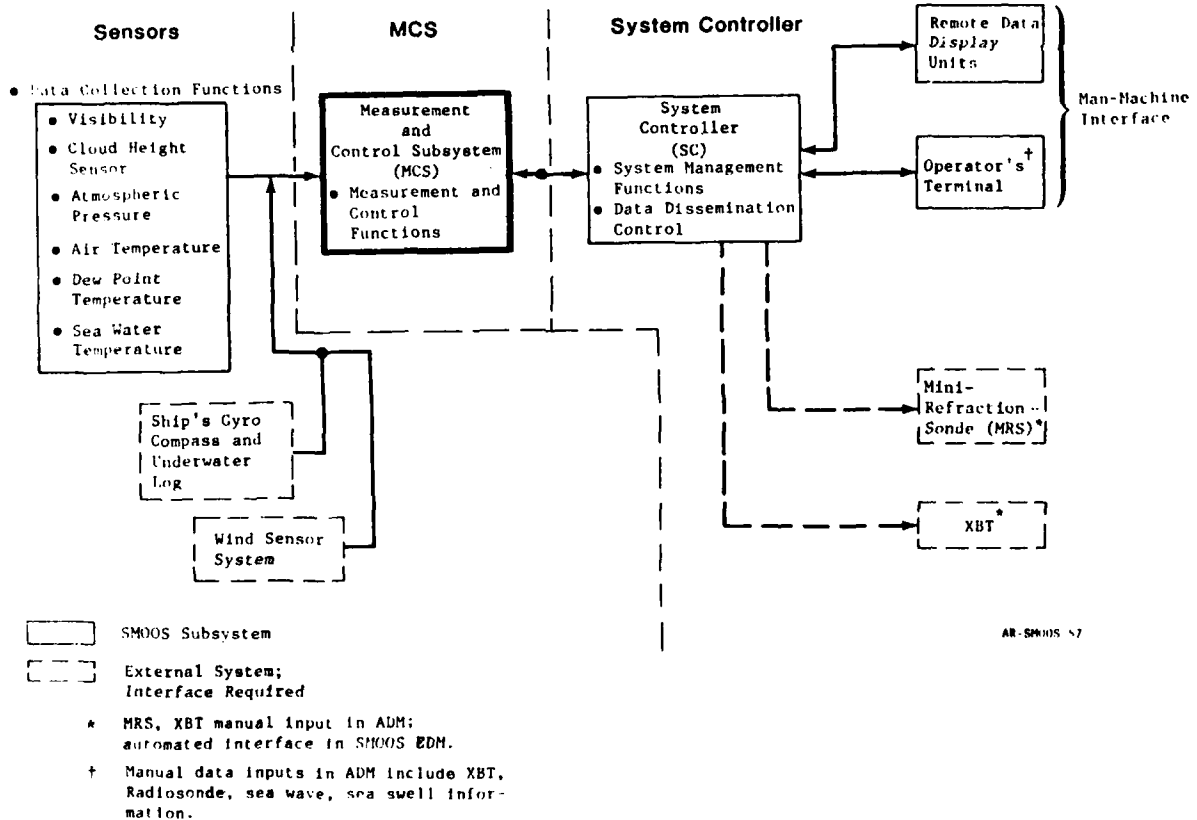 Sensors
MCS
System Controller
● Data Collection Functions
● Visibility
● Cloud Height
Sensor
● Atmospheric
Pressure
● Air Temperature
● Dew Point
Temperature
● Sea Water
Temperature
Measurement
and
Control Subsystem
(MCS)
● Measurement and
Control
Functions
System
Controller
(SC)
● System Management
Functions
● Data Dissemination
Control
Remote Data
Display
Units
Operator's†
Terminal
Man-Machine
Interface
Ship's Gyro
Compass and
Underwater
Log
Wind Sensor
System
Mini-
Refraction
Sonde (MRS)*
XBT*
SMOOS Subsystem
External System;
Interface Required
* MRS, XBT manual input in ADM;
automated interface in SMOOS EDM.
† Manual data inputs in ADM include XBT,
Radiosonde, sea wave, sea swell infor-
mation.
AR-SMOOS 57